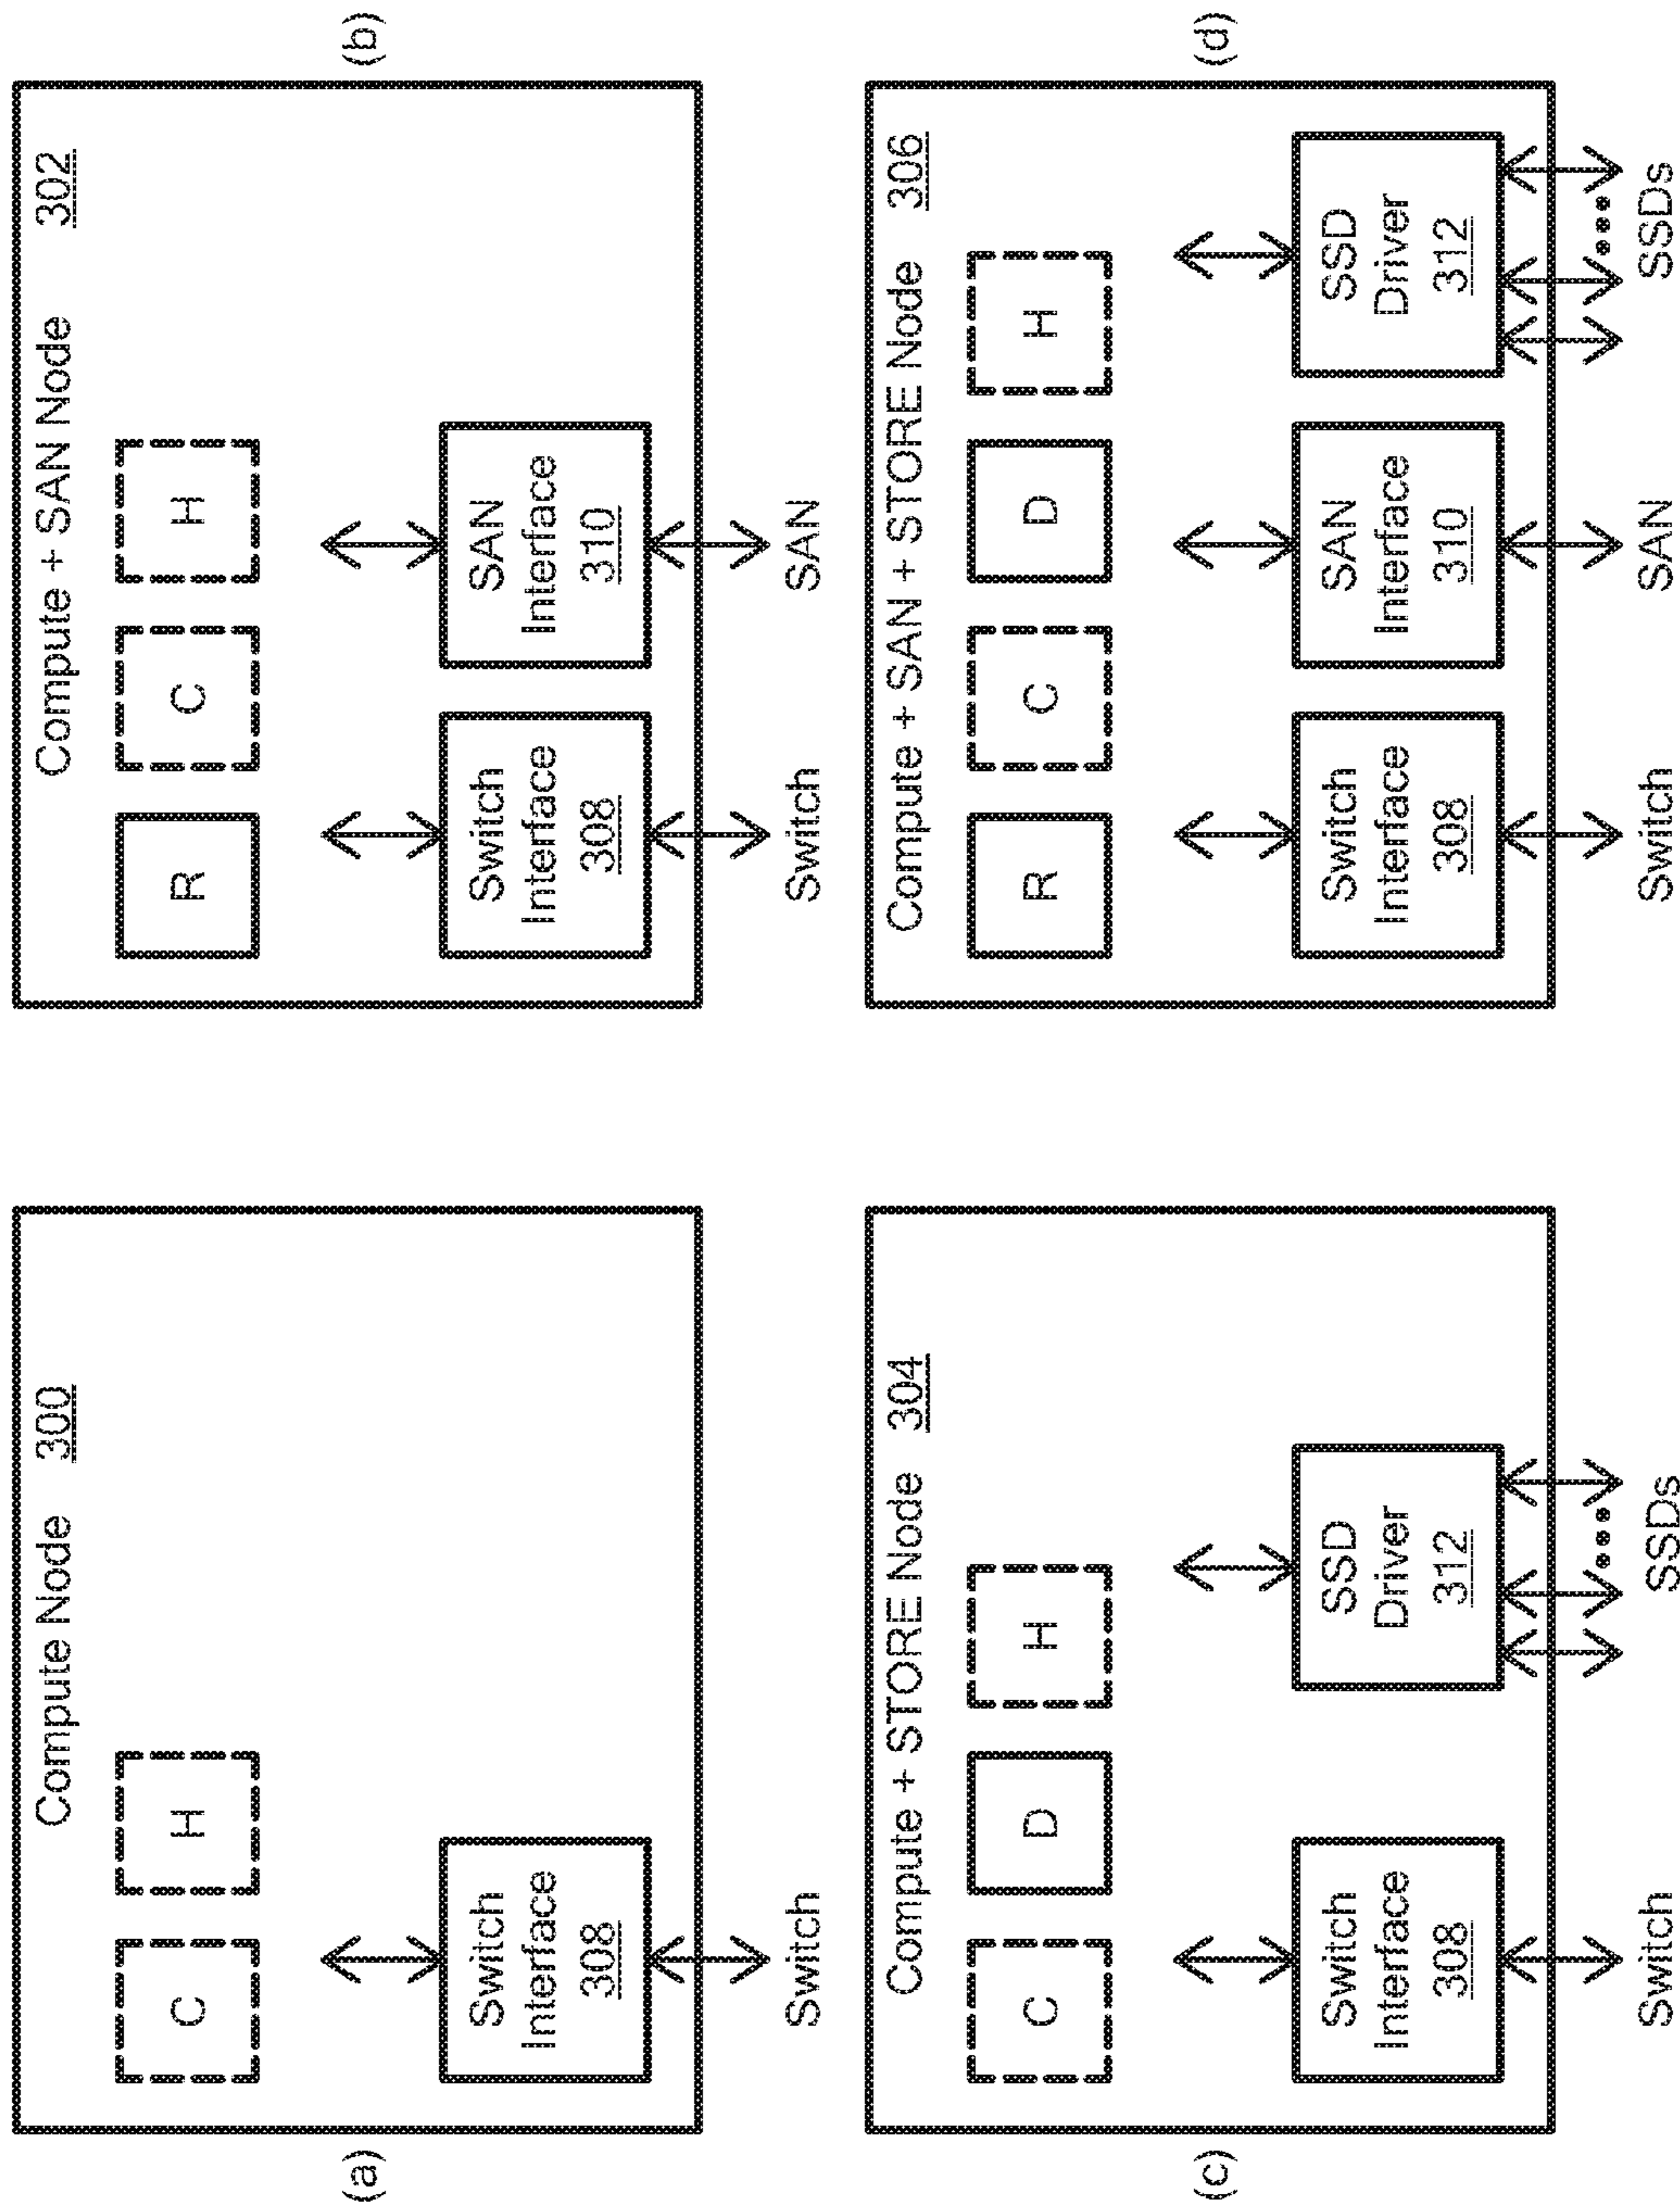 (a)
Compute Node 300
C
H
Switch
Interface
308
Switch
(b)
Compute + SAN Node 302
R
C
H
Switch
Interface
308
SAN
Interface
310
Switch
SAN
(c)
Compute + STORE Node 304
C
D
H
Switch
Interface
308
SSD
Driver
312
Switch
SSDs
(d)
Compute + SAN + STORE Node 306
R
C
D
H
Switch
Interface
308
SAN
Interface
310
SSD
Driver
312
Switch
SAN
SSDs